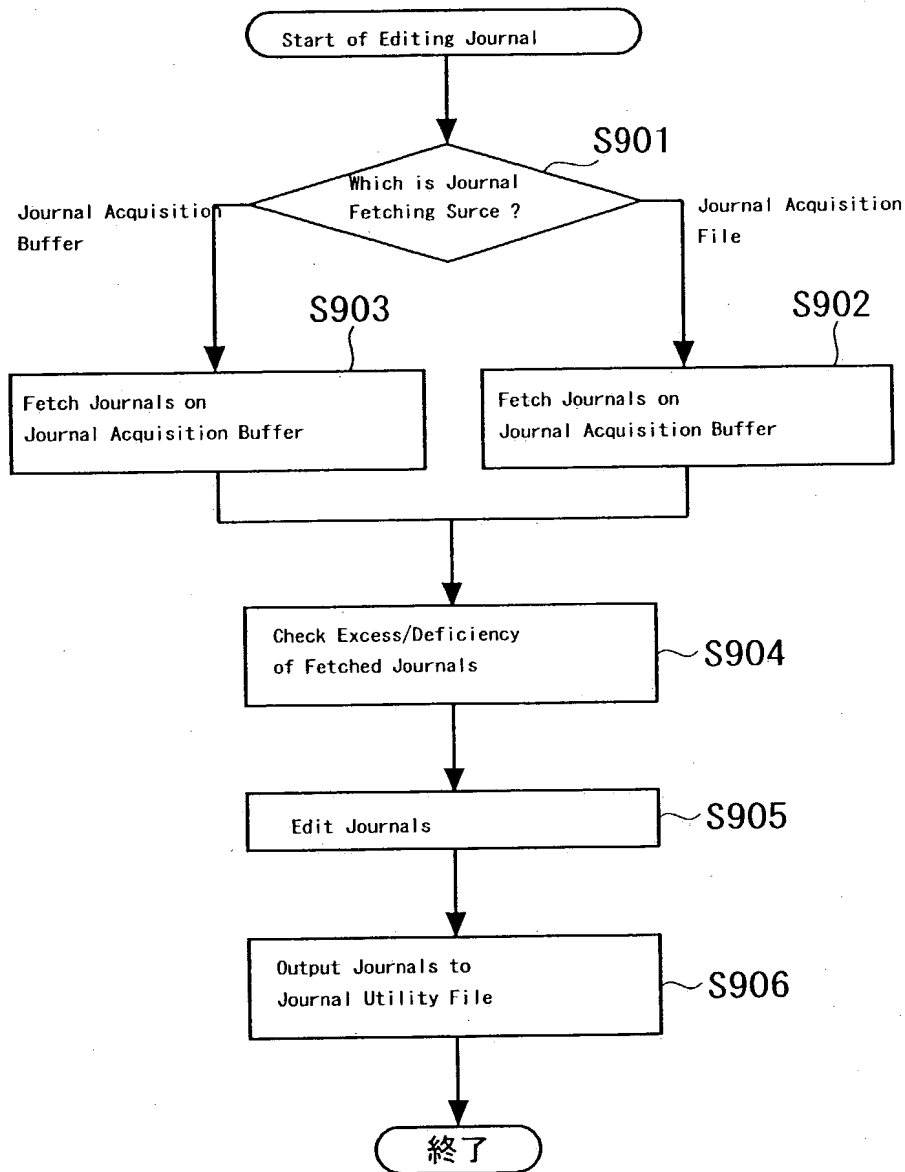 Start of Editing Journal
S901
Which is Journal
Fetching Surce ?
Journal Acquisition
Buffer
Journal Acquisition
File
S903
S902
Fetch Journals on
Journal Acquisition Buffer
Fetch Journals on
Journal Acquisition Buffer
Check Excess/Deficiency
of Fetched Journals
S904
Edit Journals
S905
Output Journals to
Journal Utility File
S906
終了